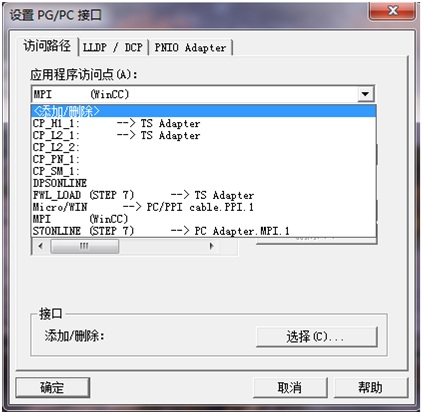 设置 PG/PC 接口
访问路径 LLDP / DCP PNIO Adapter
应用程序访问点(A):
MPI (WinCC)
<添加/删除>
CP_H1_1: --> TS Adapter
CP_L2_1: --> TS Adapter
CP_L2_2:
CP_PN_1:
CP_SM_1:
DPSONLINE
FWL_LOAD (STEP 7) --> TS Adapter
Micro/WIN --> PC/PPI cable.PPI.1
MPI (WinCC)
S7ONLINE (STEP 7) --> PC Adapter.MPI.1
接口
添加/删除: 选择(C)...
确定 取消 帮助